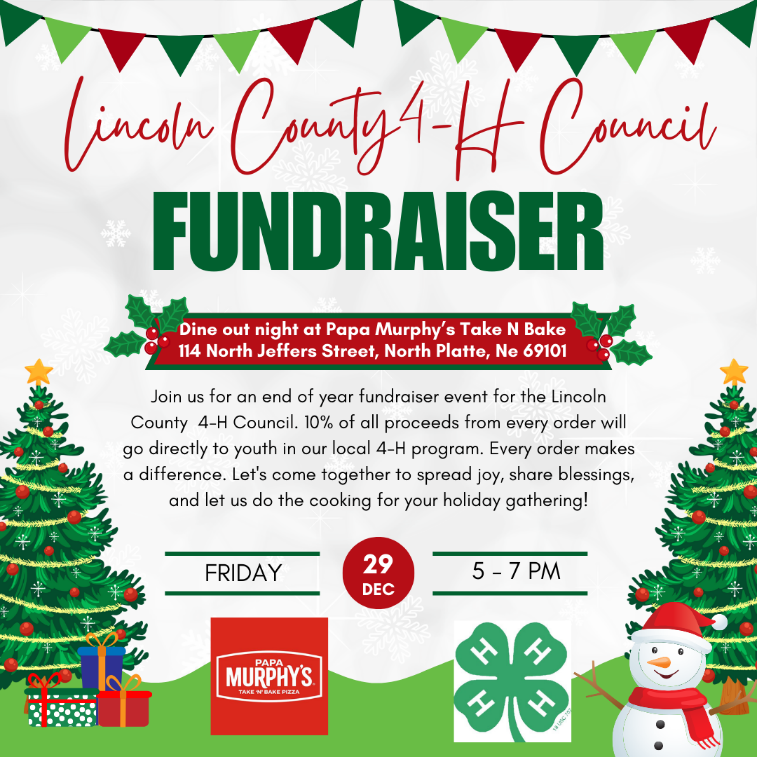 Lincoln County 4-H Council
FUNDRAISER
Dine out night at Papa Murphy's Take N Bake
114 North Jeffers Street, North Platte, Ne 69101
Join us for an end of year fundraiser event for the Lincoln
County 4-H Council. 10% of all proceeds from every order will
go directly to youth in our local 4-H program. Every order makes
a difference. Let's come together to spread joy, share blessings,
and let us do the cooking for your holiday gathering!
FRIDAY
29
DEC
5 - 7 PM
PAPA
MURPHY'S
TAKE 'N' BAKE PIZZA
H H
H H